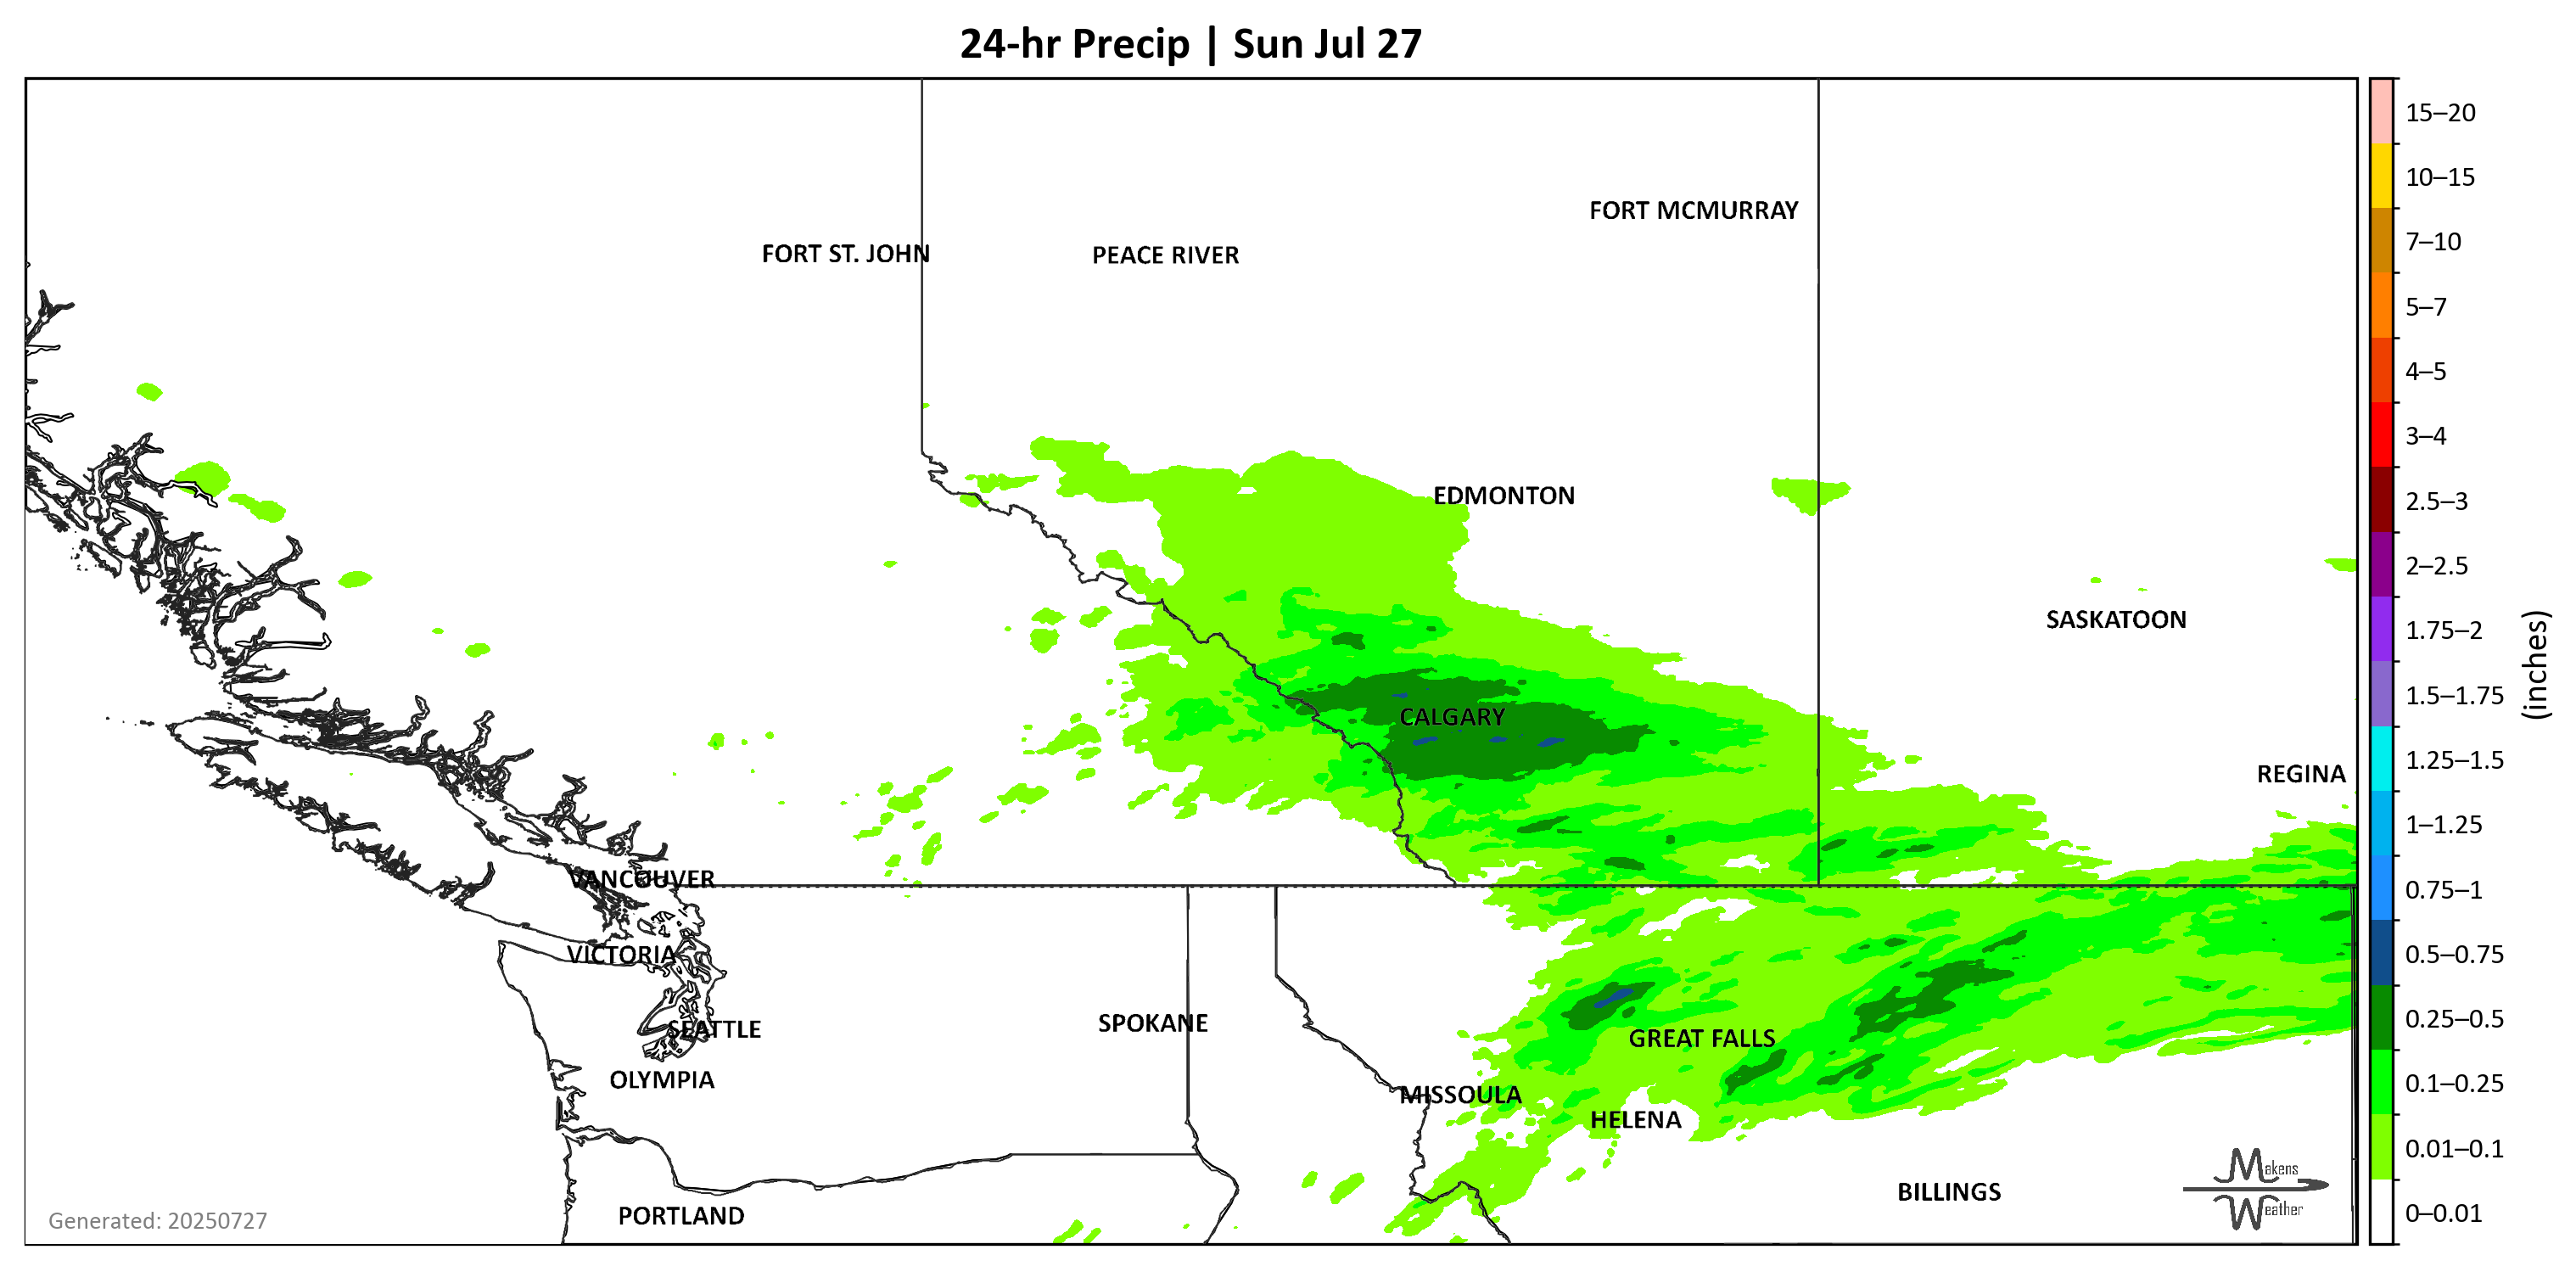 24-hr Precip | Sun Jul 27
FORT MCMURRAY
FORT ST. JOHN
PEACE RIVER
EDMONTON
SASKATOON
CALGARY
REGINA
VANCOUVER
VICTORIA
SPOKANE
SEATTLE
GREAT FALLS
OLYMPIA
MISSOULA
HELENA
BILLINGS
PORTLAND
Generated: 20250727
Makens
Weather
15–20
10–15
7–10
5–7
4–5
3–4
2.5–3
2–2.5
1.75–2
1.5–1.75
1.25–1.5
1–1.25
0.75–1
0.5–0.75
0.25–0.5
0.1–0.25
0.01–0.1
0–0.01
(inches)